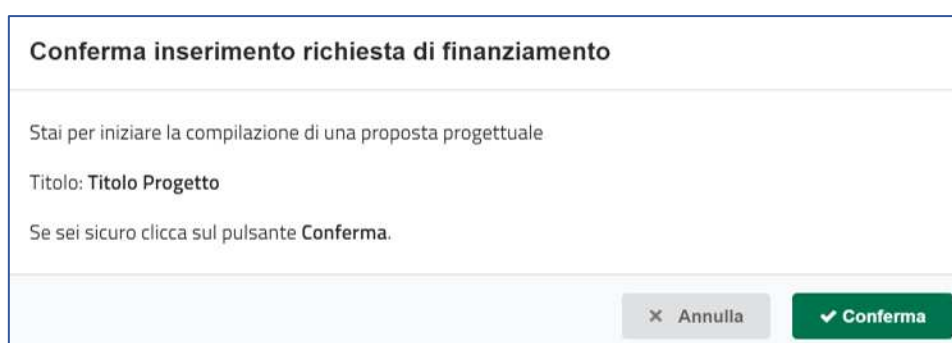 Conferma inserimento richiesta di finanziamento
Stai per iniziare la compilazione di una proposta progettuale
Titolo: Titolo Progetto
Se sei sicuro clicca sul pulsante Conferma.
× Annulla ✔ Conferma